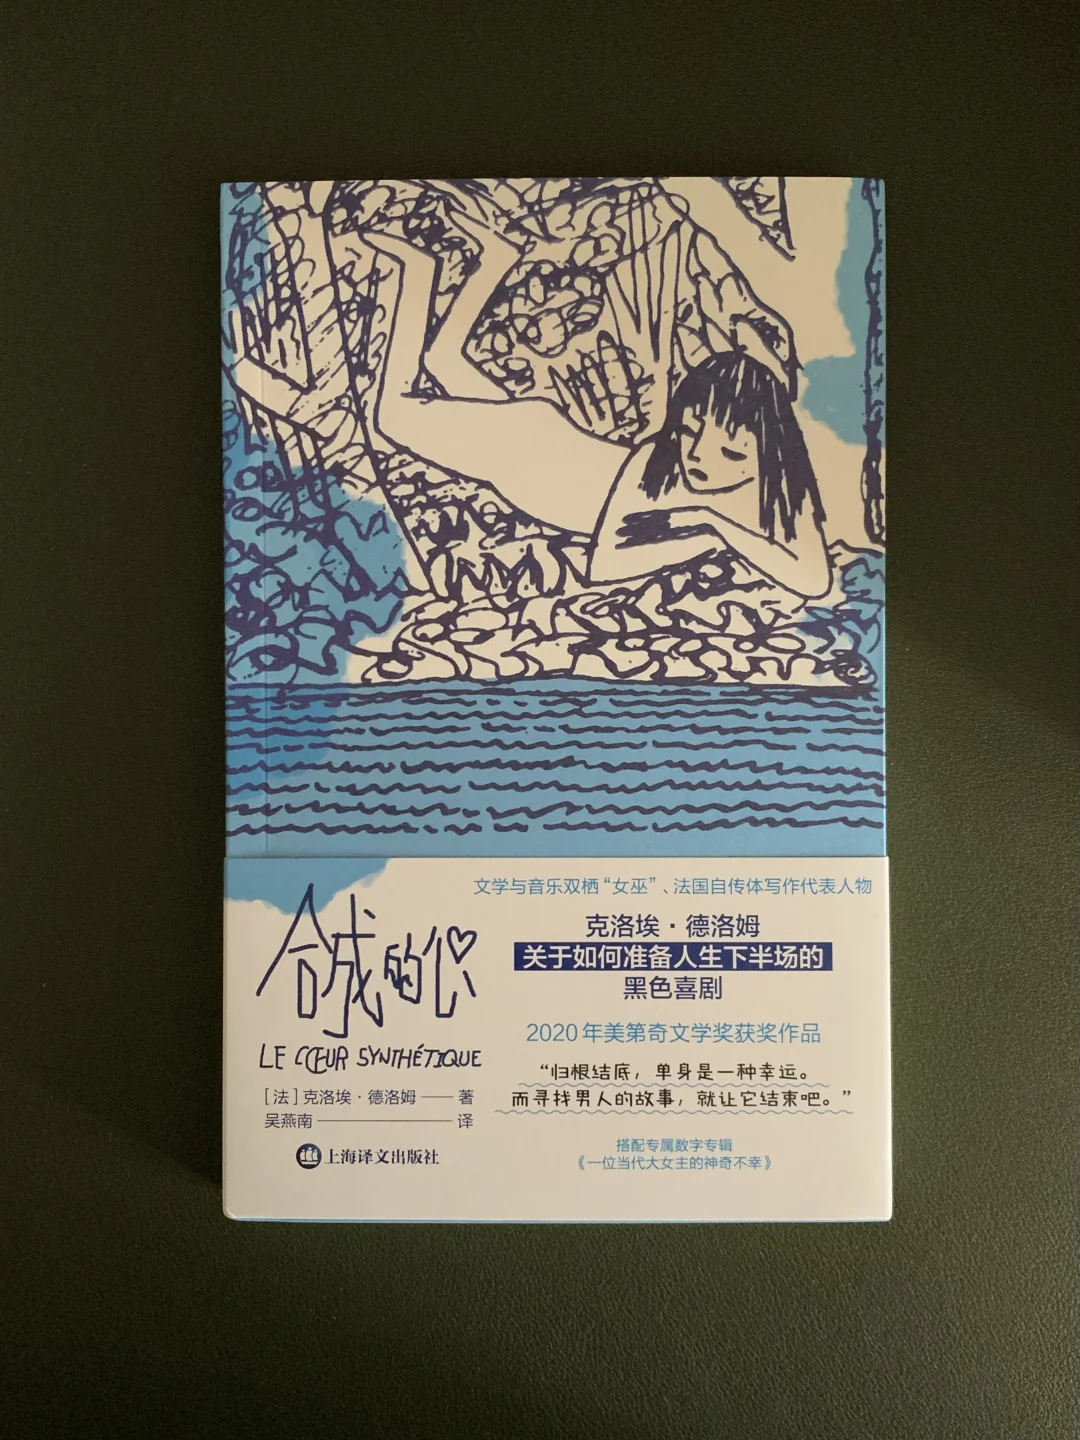 文学与音乐双栖“女巫”、法国自传体写作代表人物
克洛埃·德洛姆
关于如何准备人生下半场的
黑色喜剧
2020年美第奇文学奖获奖作品
“归根结底，单身是一种幸运。
而寻找男人的故事，就让它结束吧。”
搭配专属数字专辑
《一位当代大女主的神奇不幸》
合成的心
LE CŒUR SYNTHÉTIQUE
[法]克洛埃·德洛姆——著
吴燕南————————译
上海译文出版社